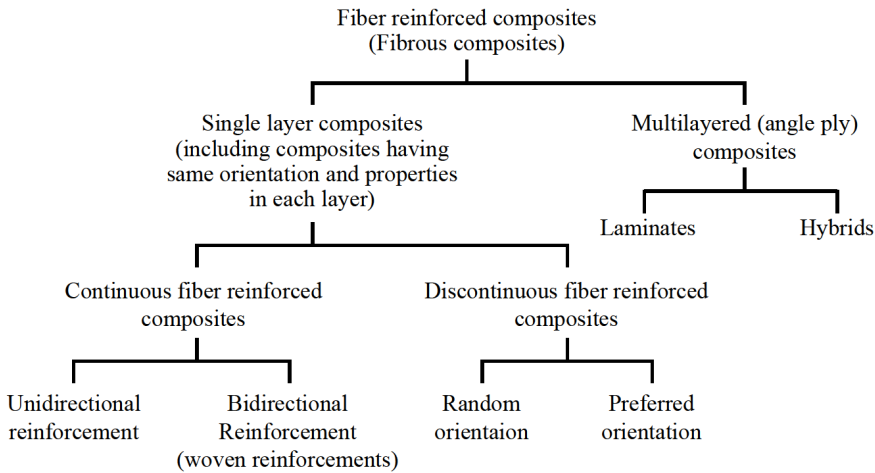 Fiber reinforced composites
(Fibrous composites)
Single layer composites
(including composites having
same orientation and properties
in each layer)
Multilayered (angle ply)
composites
Laminates
Hybrids
Continuous fiber reinforced
composites
Discontinuous fiber reinforced
composites
Unidirectional
reinforcement
Bidirectional
Reinforcement
(woven reinforcements)
Random
orientaion
Preferred
orientation